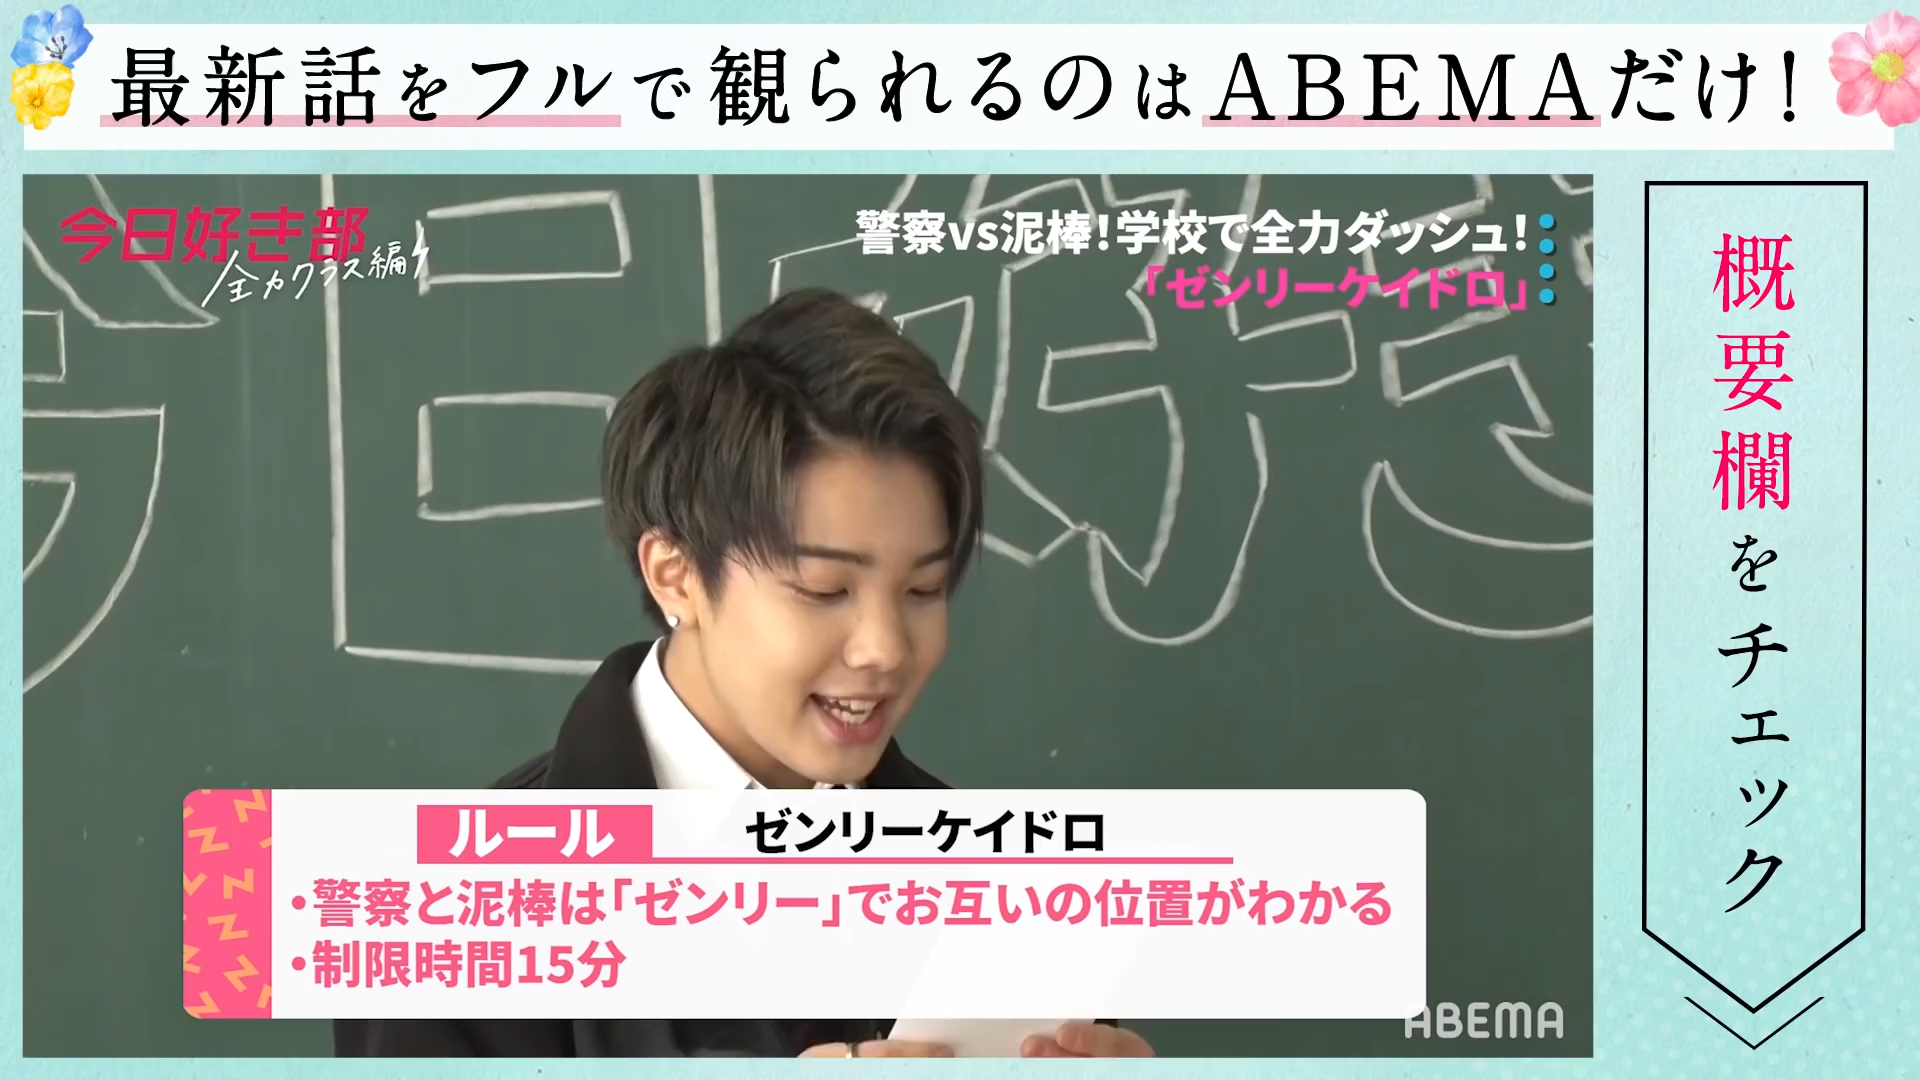 最新話をフルで観られるのはABEMAだけ!
今日好き部
全力クラス編
警察vs泥棒!学校で全力ダッシュ!
「ゼンリーケイドロ」
今日好き
ルール ゼンリーケイドロ
・警察と泥棒は「ゼンリー」でお互いの位置がわかる
・制限時間15分
ABEMA
概要欄をチェック